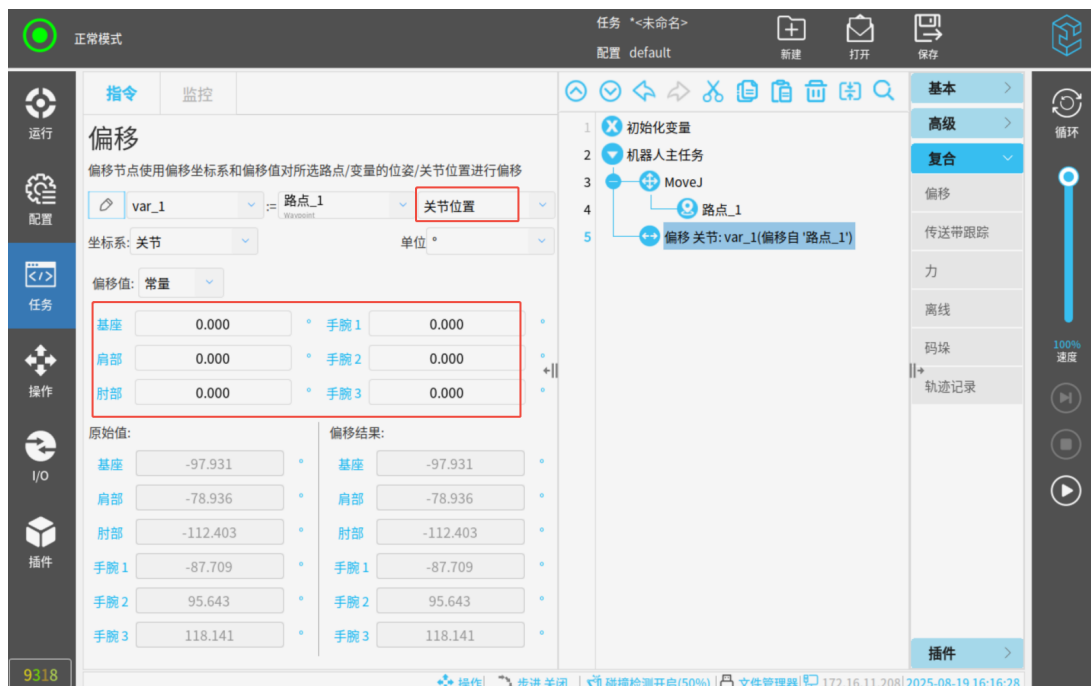 正常模式
任务 *<未命名>
配置 default
新建
打开
保存
运行
配置
任务
操作
I/O
插件
9318
指令
监控
偏移
偏移节点使用偏移坐标系和偏移值对所选路点/变量的位姿/关节位置进行偏移
var_1 := 路点_1 关节位置
Waypoint
坐标系: 关节 单位 °
偏移值: 常量
基座 0.000 ° 手腕1 0.000 °
肩部 0.000 ° 手腕2 0.000 °
肘部 0.000 ° 手腕3 0.000 °
原始值: 偏移结果:
基座 -97.931 ° 基座 -97.931 °
肩部 -78.936 ° 肩部 -78.936 °
肘部 -112.403 ° 肘部 -112.403 °
手腕1 -87.709 ° 手腕1 -87.709 °
手腕2 95.643 ° 手腕2 95.643 °
手腕3 118.141 ° 手腕3 118.141 °
1 初始化变量
2 机器人主任务
3 MoveJ
4 路点_1
5 偏移 关节: var_1(偏移自 '路点_1')
基本
高级
复合
偏移
传送带跟踪
力
离线
码垛
轨迹记录
插件
循环
100%
速度
操作 步进 关闭 碰撞检测开启(50%) 文件管理器 172.16.11.208 2025-08-19 16:16:28